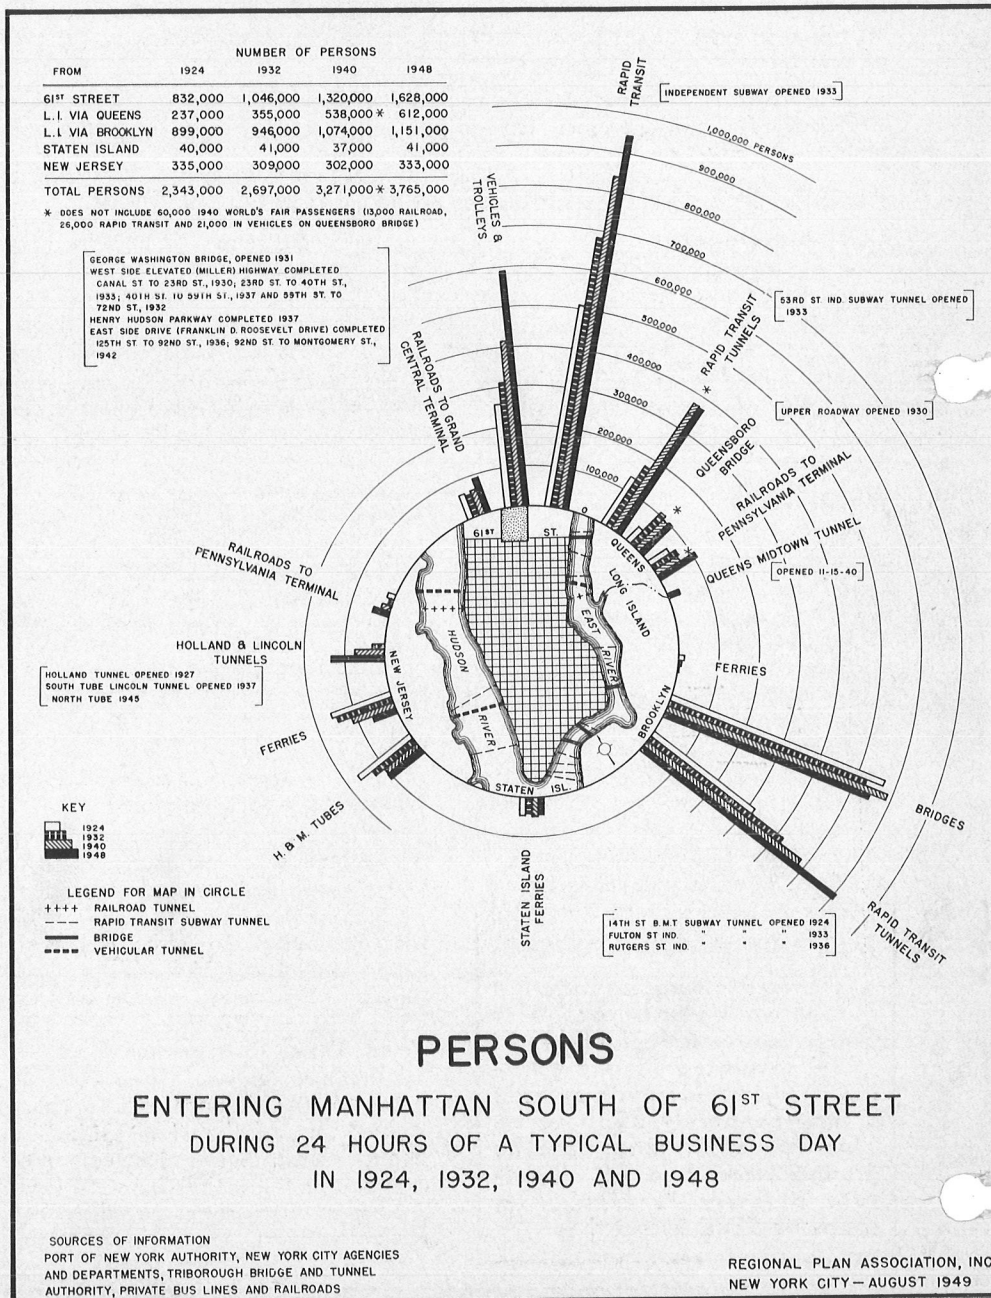 NUMBER OF PERSONS
FROM 1924 1932 1940 1948
61ST STREET 832,000 1,046,000 1,320,000 1,628,000
L.I. VIA QUEENS 237,000 355,000 538,000 * 612,000
L.I. VIA BROOKLYN 899,000 946,000 1,074,000 1,151,000
STATEN ISLAND 40,000 41,000 37,000 41,000
NEW JERSEY 335,000 309,000 302,000 333,000
TOTAL PERSONS 2,343,000 2,697,000 3,271,000 * 3,765,000
* DOES NOT INCLUDE 60,000 1940 WORLD'S FAIR PASSENGERS (13,000 RAILROAD,
26,000 RAPID TRANSIT AND 21,000 IN VEHICLES ON QUEENSBORO BRIDGE)
GEORGE WASHINGTON BRIDGE, OPENED 1931
WEST SIDE ELEVATED (MILLER) HIGHWAY COMPLETED
CANAL ST TO 23RD ST., 1930; 23RD ST. TO 40TH ST.,
1933; 40TH ST. TO 59TH ST., 1937 AND 59TH ST. TO
72ND ST., 1932
HENRY HUDSON PARKWAY COMPLETED 1937
EAST SIDE DRIVE (FRANKLIN D. ROOSEVELT DRIVE) COMPLETED
125TH ST. TO 92ND ST., 1936; 92ND ST. TO MONTGOMERY ST.,
1942
RAPID
TRANSIT
INDEPENDENT SUBWAY OPENED 1933
VEHICLES &
TROLLEYS
1,000,000 PERSONS
900,000
800,000
700,000
600,000
500,000
400,000
300,000
200,000
100,000
0
RAPID TRANSIT
TUNNELS
*
53RD ST. IND. SUBWAY TUNNEL OPENED
1933
RAILROADS TO GRAND
CENTRAL TERMINAL
UPPER ROADWAY OPENED 1930
QUEENSBORO
BRIDGE
*
RAILROADS TO
PENNSYLVANIA TERMINAL
*
QUEENS MIDTOWN TUNNEL
OPENED 11-15-40
RAILROADS TO
PENNSYLVANIA TERMINAL
61ST ST.
QUEENS
LONG ISLAND
EAST
RIVER
HUDSON
RIVER
NEW JERSEY
BROOKLYN
STATEN ISL.
HOLLAND & LINCOLN
TUNNELS
HOLLAND TUNNEL OPENED 1927
SOUTH TUBE LINCOLN TUNNEL OPENED 1937
NORTH TUBE 1945
FERRIES
FERRIES
H. & M. TUBES
BRIDGES
RAPID TRANSIT
TUNNELS
STATEN ISLAND
FERRIES
14TH ST B.M.T SUBWAY TUNNEL OPENED 1924
FULTON ST IND. " " " 1933
RUTGERS ST IND. " " " 1936
KEY
1924
1932
1940
1948
LEGEND FOR MAP IN CIRCLE
++++ RAILROAD TUNNEL
RAPID TRANSIT SUBWAY TUNNEL
BRIDGE
VEHICULAR TUNNEL
PERSONS
ENTERING MANHATTAN SOUTH OF 61ST STREET
DURING 24 HOURS OF A TYPICAL BUSINESS DAY
IN 1924, 1932, 1940 AND 1948
SOURCES OF INFORMATION
PORT OF NEW YORK AUTHORITY, NEW YORK CITY AGENCIES
AND DEPARTMENTS, TRIBOROUGH BRIDGE AND TUNNEL
AUTHORITY, PRIVATE BUS LINES AND RAILROADS
REGIONAL PLAN ASSOCIATION, INC
NEW YORK CITY — AUGUST 1949